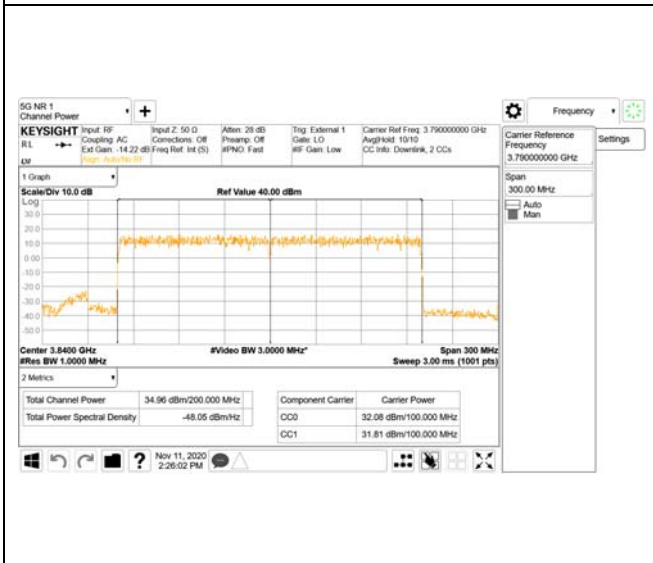 5G NR 1
Channel Power
+
Frequency
KEYSIGHT Input: RF Input Z: 50 Ω Atten: 28 dB Trig: External 1 Carrier Ref Freq: 3.790000000 GHz
RL Coupling: AC Corrections: Off Preamp: Off Gate: LO Avg|Hold: 10/10
Ext Gain: -14.22 dB Freq Ref: Int (S) #PNO: Fast #IF Gain: Low CC Info: Downlink, 2 CCs
Align: Auto/No RF
Carrier Reference
Frequency
3.790000000 GHz
Settings
Span
300.00 MHz
Auto
Man
1 Graph
Scale/Div 10.0 dB Ref Value 40.00 dBm
Log
30.0
20.0
10.0
0.00
-10.0
-20.0
-30.0
-40.0
-50.0
Center 3.8400 GHz #Video BW 3.0000 MHz* Span 300 MHz
#Res BW 1.0000 MHz Sweep 3.00 ms (1001 pts)
2 Metrics
Total Channel Power 34.96 dBm/200.000 MHz
Total Power Spectral Density -48.05 dBm/Hz
Component Carrier Carrier Power
CC0 32.08 dBm/100.000 MHz
CC1 31.81 dBm/100.000 MHz
?
Nov 11, 2020
2:26:02 PM